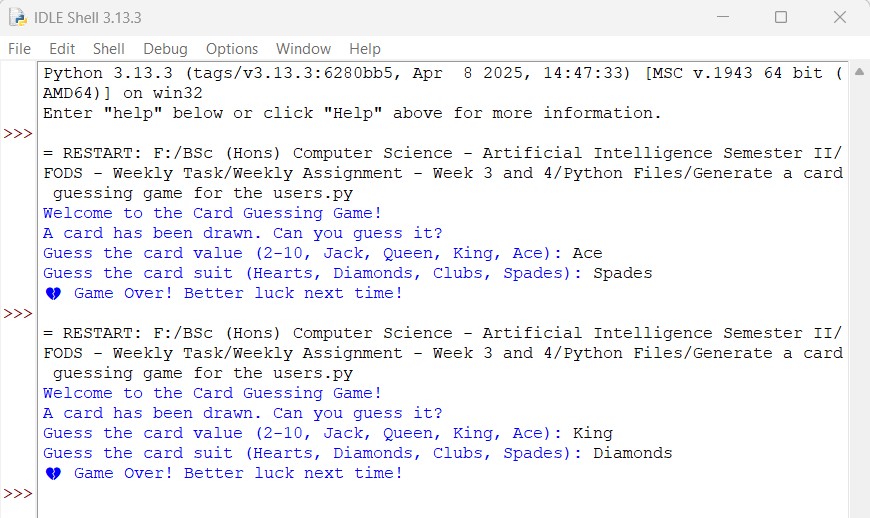 IDLE Shell 3.13.3
File Edit Shell Debug Options Window Help
Python 3.13.3 (tags/v3.13.3:6280bb5, Apr  8 2025, 14:47:33) [MSC v.1943 64 bit (
AMD64)] on win32
Enter "help" below or click "Help" above for more information.
>>>
= RESTART: F:/BSc (Hons) Computer Science - Artificial Intelligence Semester II/
FODS - Weekly Task/Weekly Assignment - Week 3 and 4/Python Files/Generate a card
 guessing game for the users.py
Welcome to the Card Guessing Game!
A card has been drawn. Can you guess it?
Guess the card value (2-10, Jack, Queen, King, Ace): Ace
Guess the card suit (Hearts, Diamonds, Clubs, Spades): Spades
💔 Game Over! Better luck next time!
>>>
= RESTART: F:/BSc (Hons) Computer Science - Artificial Intelligence Semester II/
FODS - Weekly Task/Weekly Assignment - Week 3 and 4/Python Files/Generate a card
 guessing game for the users.py
Welcome to the Card Guessing Game!
A card has been drawn. Can you guess it?
Guess the card value (2-10, Jack, Queen, King, Ace): King
Guess the card suit (Hearts, Diamonds, Clubs, Spades): Diamonds
💔 Game Over! Better luck next time!
>>>